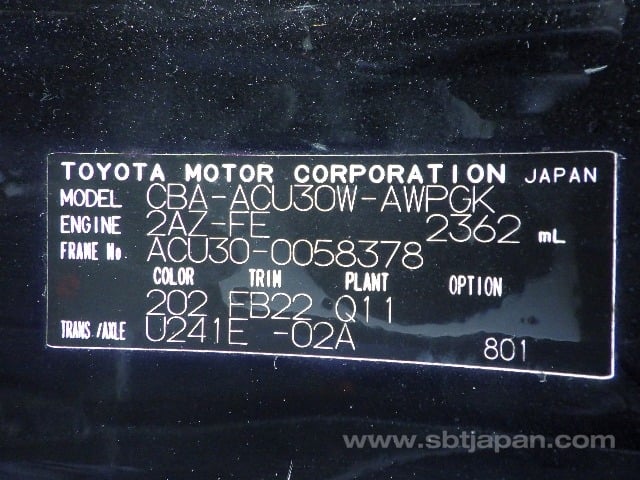 TOYOTA MOTOR CORPORATION JAPAN
MODEL CBA-ACU30W-AWPGK
ENGINE 2AZ-FE 2362 mL
FRAME No. ACU30-0058378
COLOR TRIM PLANT OPTION
202 FB22 Q11
TRANS./AXLE U241E -02A
801
www.sbtjapan.com